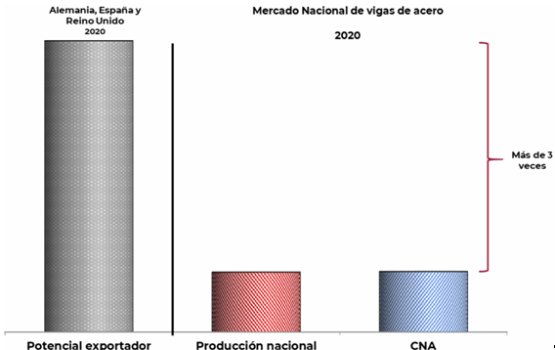 Alemania, España y
Reino Unido
2020
Mercado Nacional de vigas de acero
2020
Más de 3
veces
Potencial exportador
Producción nacional
CNA